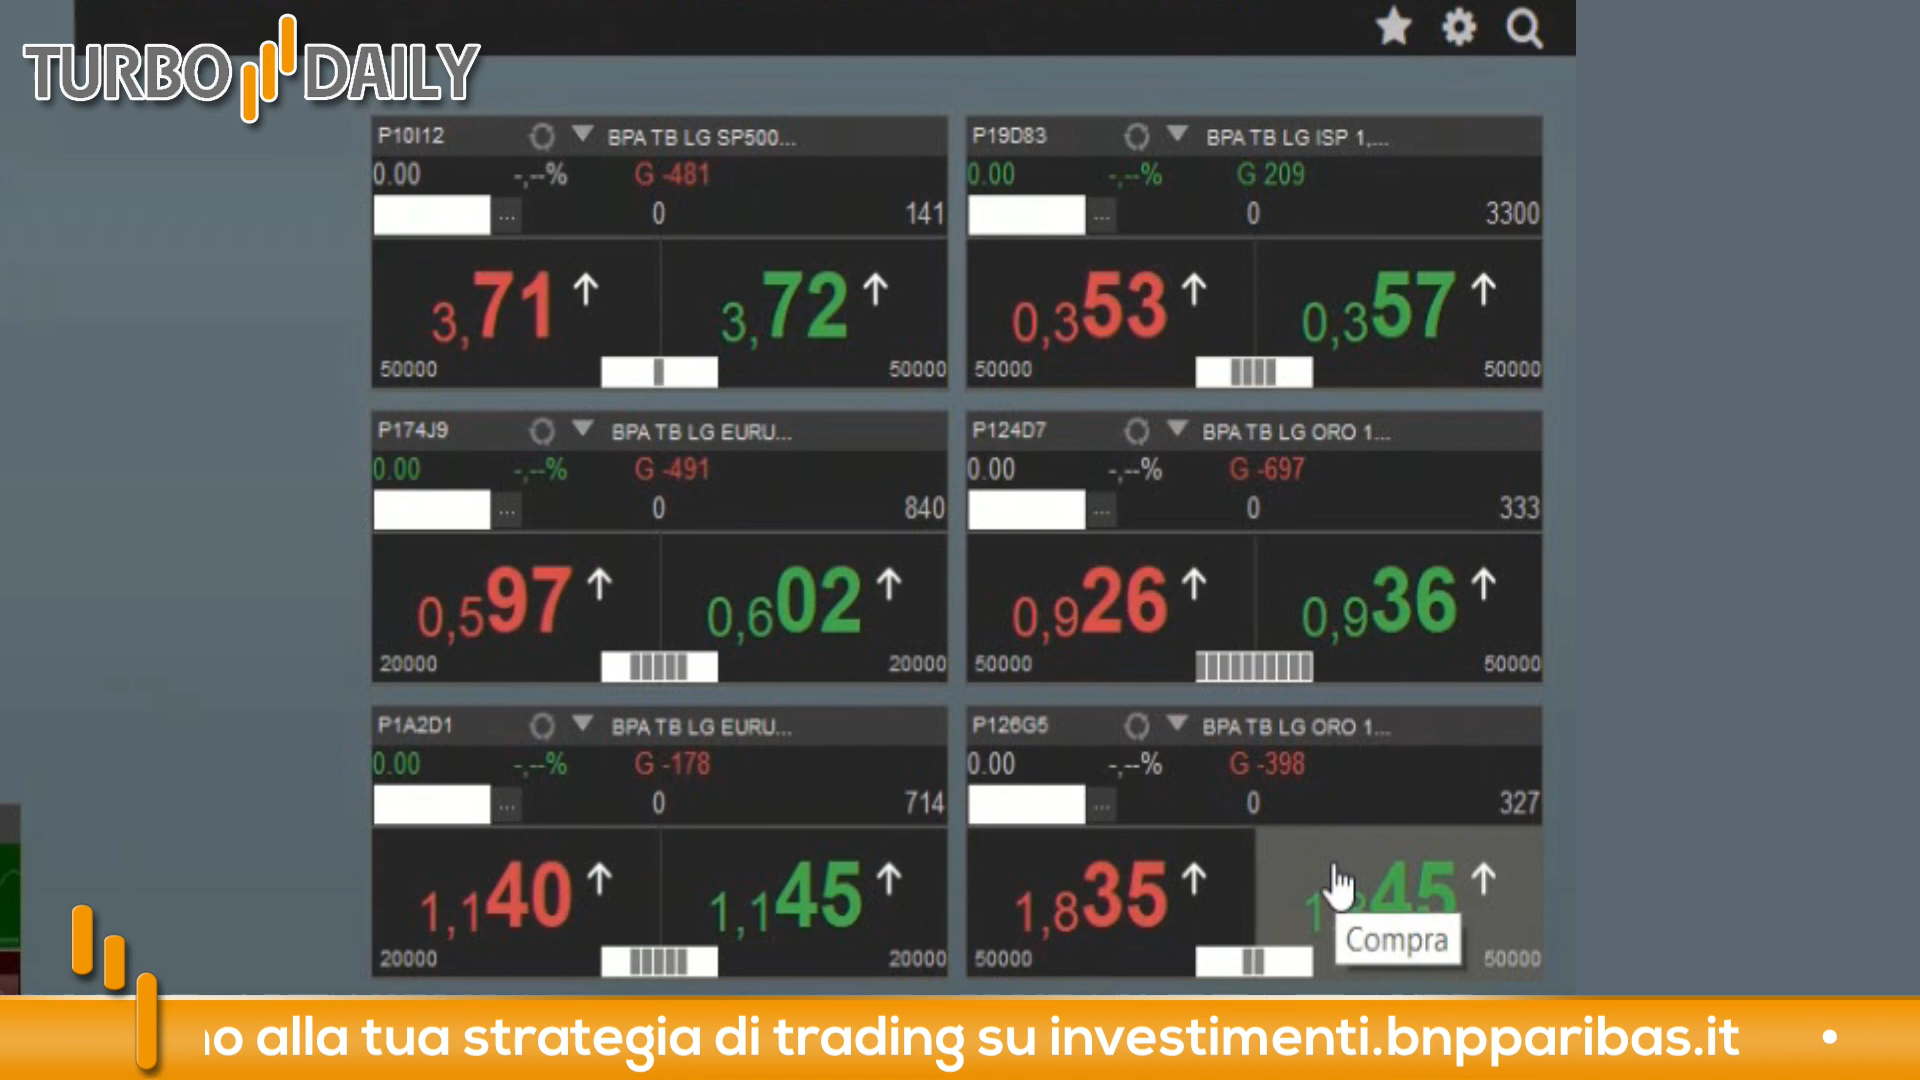 TURBO DAILY
P10I12 BPA TB LG SP500...
0.00 -,--% G -481
... 0 141
3,71 3,72
50000 50000
P19D83 BPA TB LG ISP 1,...
0.00 -,--% G 209
... 0 3300
0,353 0,357
50000 50000
P174J9 BPA TB LG EURU...
0.00 -,--% G -491
... 0 840
0,597 0,602
20000 20000
P124D7 BPA TB LG ORO 1...
0.00 -,--% G -697
... 0 333
0,926 0,936
50000 50000
P1A2D1 BPA TB LG EURU...
0.00 -,--% G -178
... 0 714
1,140 1,145
20000 20000
P126G5 BPA TB LG ORO 1...
0.00 -,--% G -398
... 0 327
1,835
Compra
50000 50000
alla tua strategia di trading su investimenti.bnpparibas.it •